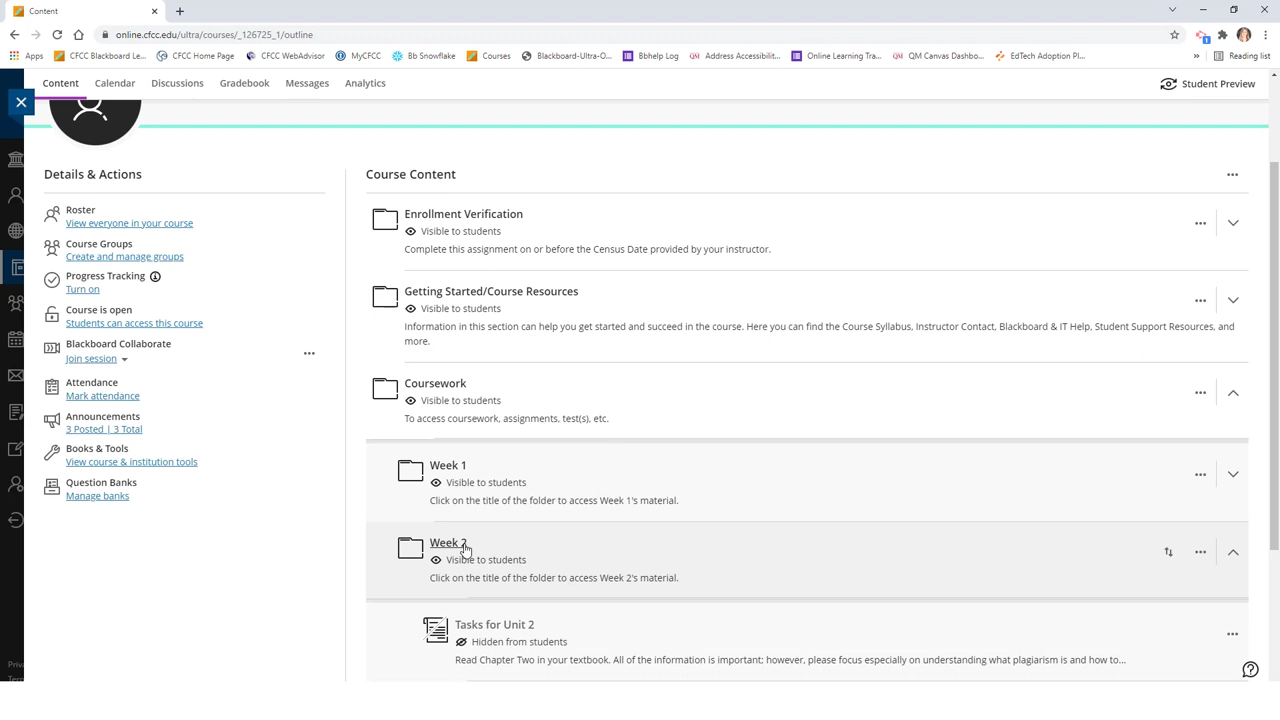 Content
online.cfcc.edu/ultra/courses/_126725_1/outline
Apps
CFCC Blackboard Le...
CFCC Home Page
CFCC WebAdvisor
MyCFCC
Bb Snowflake
Courses
Blackboard-Ultra-O...
Bbhelp Log
Address Accessibilit...
Online Learning Tra...
QM Canvas Dashbo...
EdTech Adoption Pl...
»
Reading list
Content
Calendar
Discussions
Gradebook
Messages
Analytics
Student Preview
Details & Actions
Roster
View everyone in your course
Course Groups
Create and manage groups
Progress Tracking
Turn on
Course is open
Students can access this course
Blackboard Collaborate
Join session
Attendance
Mark attendance
Announcements
3 Posted | 3 Total
Books & Tools
View course & institution tools
Question Banks
Manage banks
Priva
Course Content
Enrollment Verification
Visible to students
Complete this assignment on or before the Census Date provided by your instructor.
Getting Started/Course Resources
Visible to students
Information in this section can help you get started and succeed in the course. Here you can find the Course Syllabus, Instructor Contact, Blackboard & IT Help, Student Support Resources, and
more.
Coursework
Visible to students
To access coursework, assignments, test(s), etc.
Week 1
Visible to students
Click on the title of the folder to access Week 1's material.
Week 2
Visible to students
Click on the title of the folder to access Week 2's material.
Tasks for Unit 2
Hidden from students
Read Chapter Two in your textbook. All of the information is important; however, please focus especially on understanding what plagiarism is and how to...